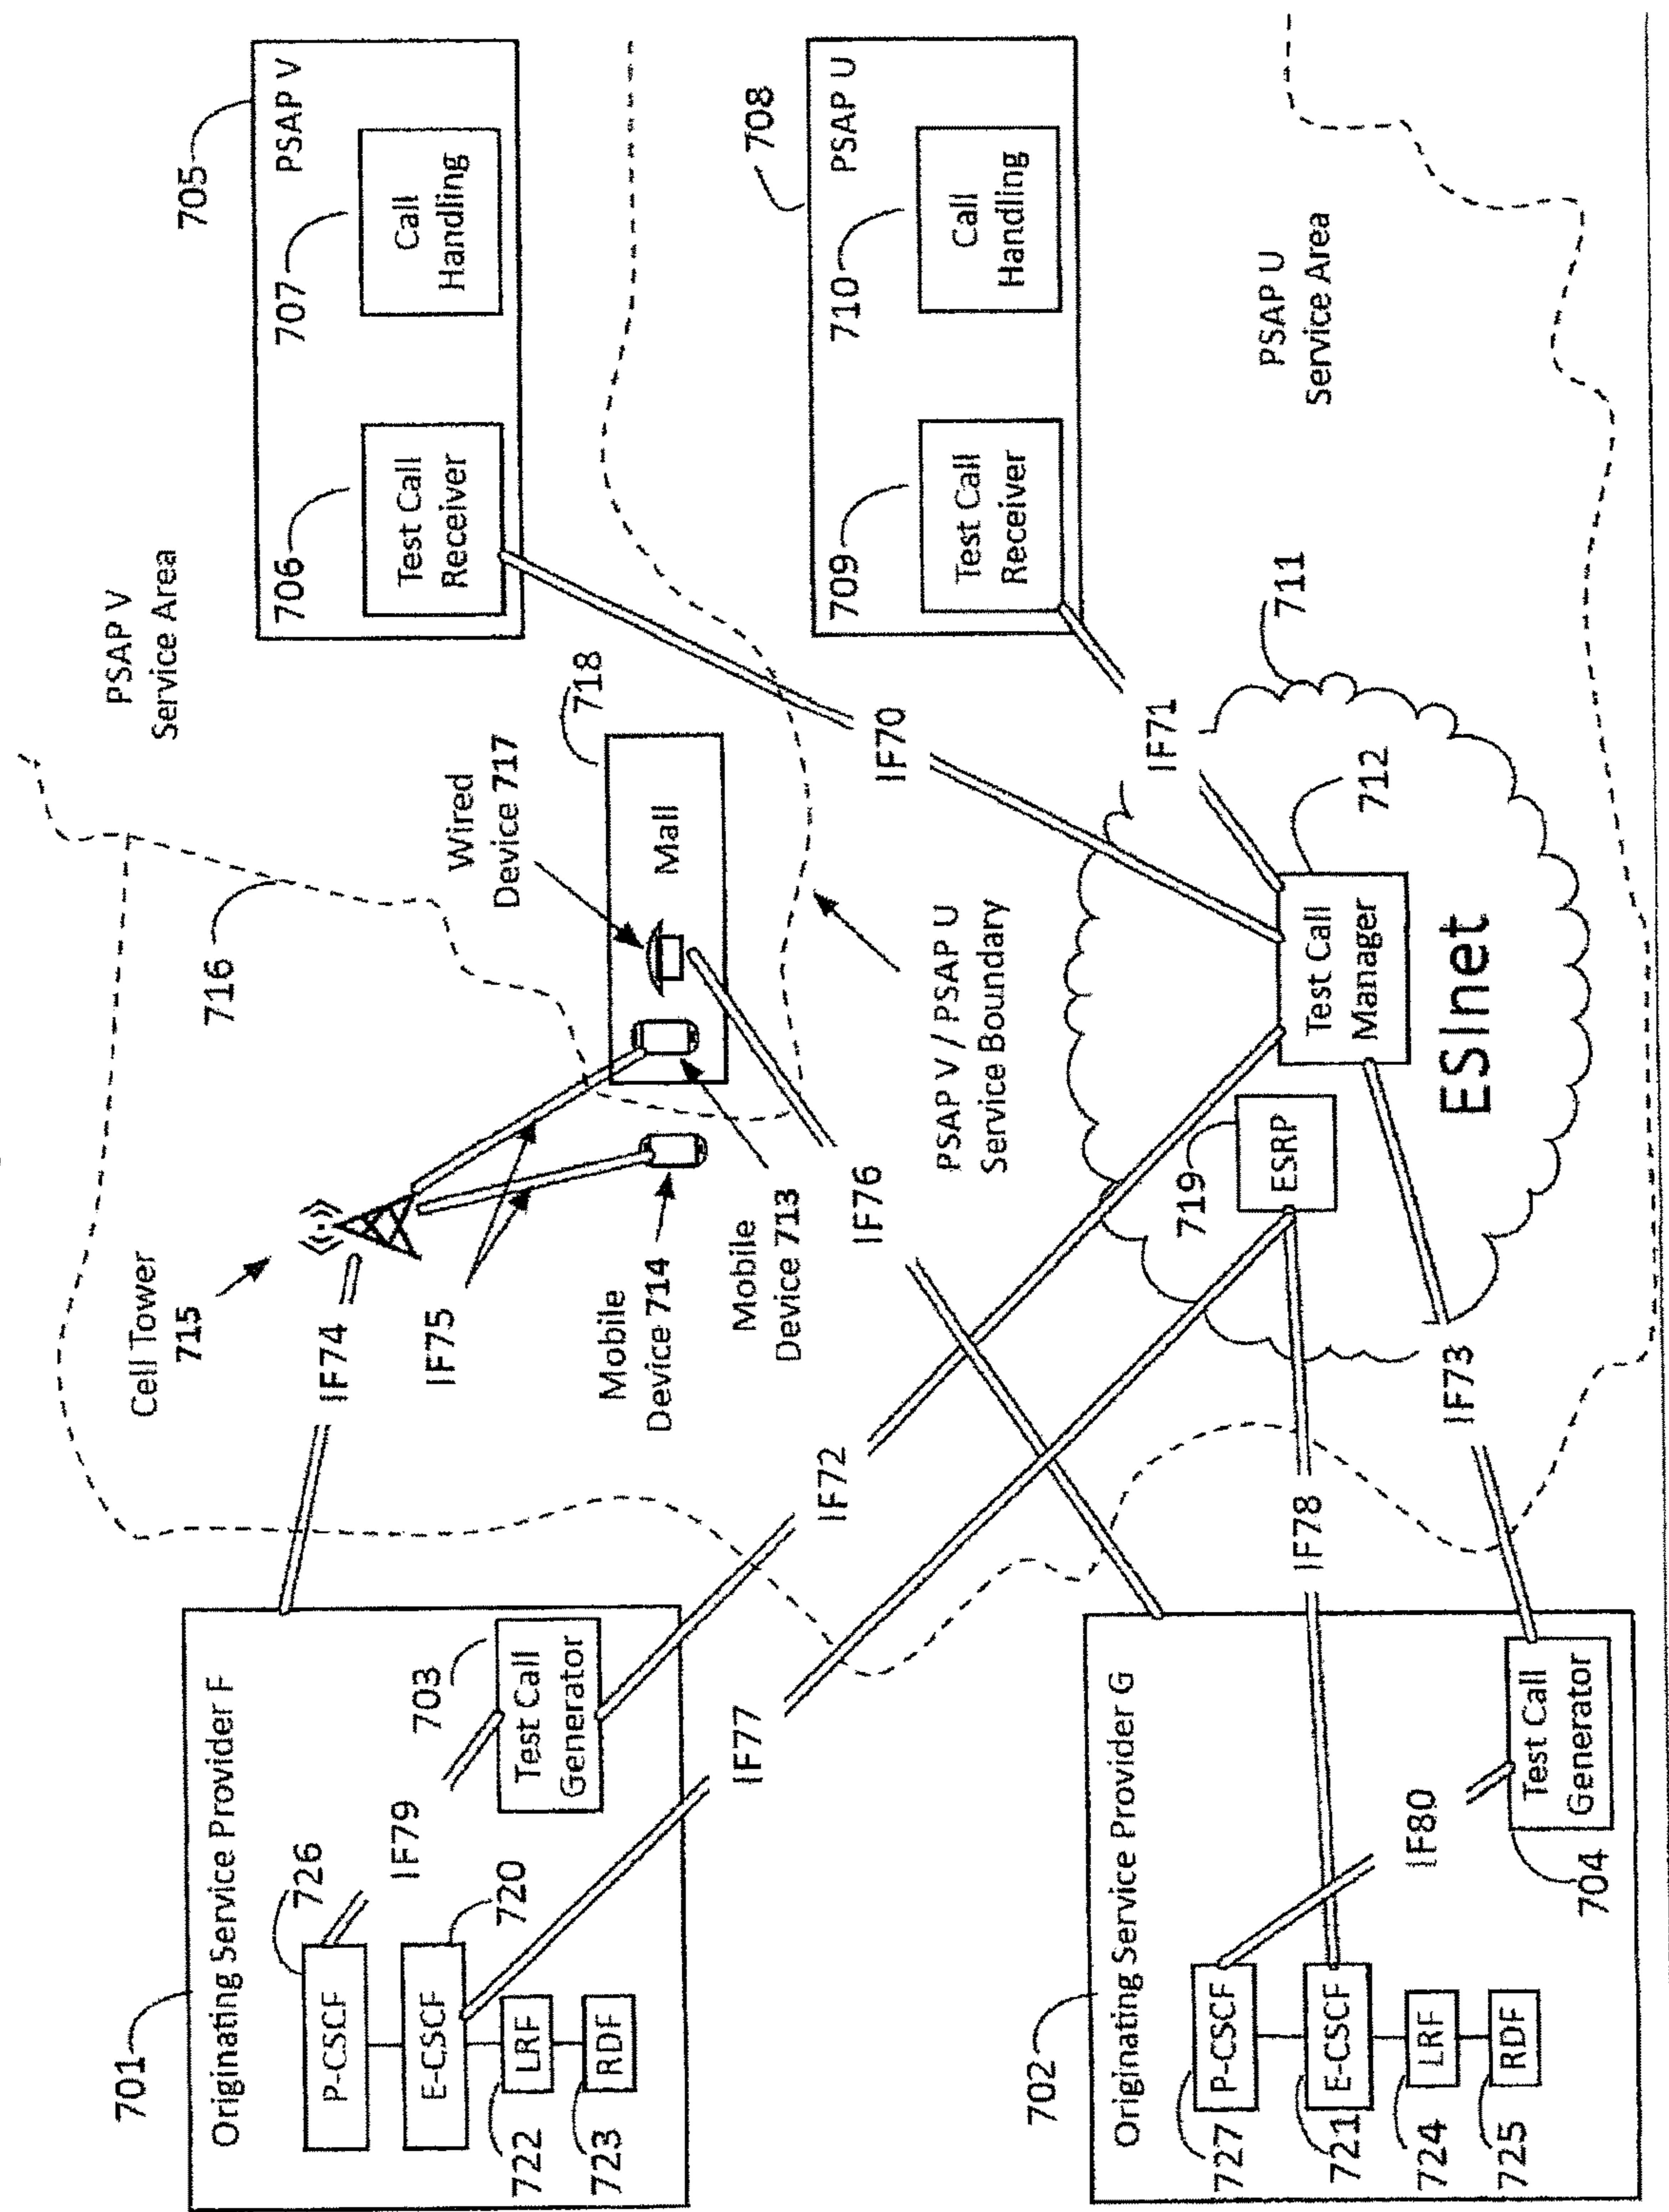 701
Originating Service Provider F
P-CSCF
726
E-CSCF
720
722
LRF
723
RDF
IF79
703
Test Call
Generator
702
Originating Service Provider G
727
P-CSCF
721
E-CSCF
724
LRF
725
RDF
IF80
704
Test Call
Generator
Cell Tower
715
IF74
IF75
Mobile
Device 714
Mobile
Device 713
716
Wired
Device 717
Mall
718
PSAP V
Service Area
705
PSAP V
706
Test Call
Receiver
707
Call
Handling
708
PSAP U
709
Test Call
Receiver
710
Call
Handling
PSAP U
Service Area
PSAP V / PSAP U
Service Boundary
IF70
IF71
IF76
IF72
IF77
IF78
IF73
711
712
Test Call
Manager
719
ESRP
ESInet